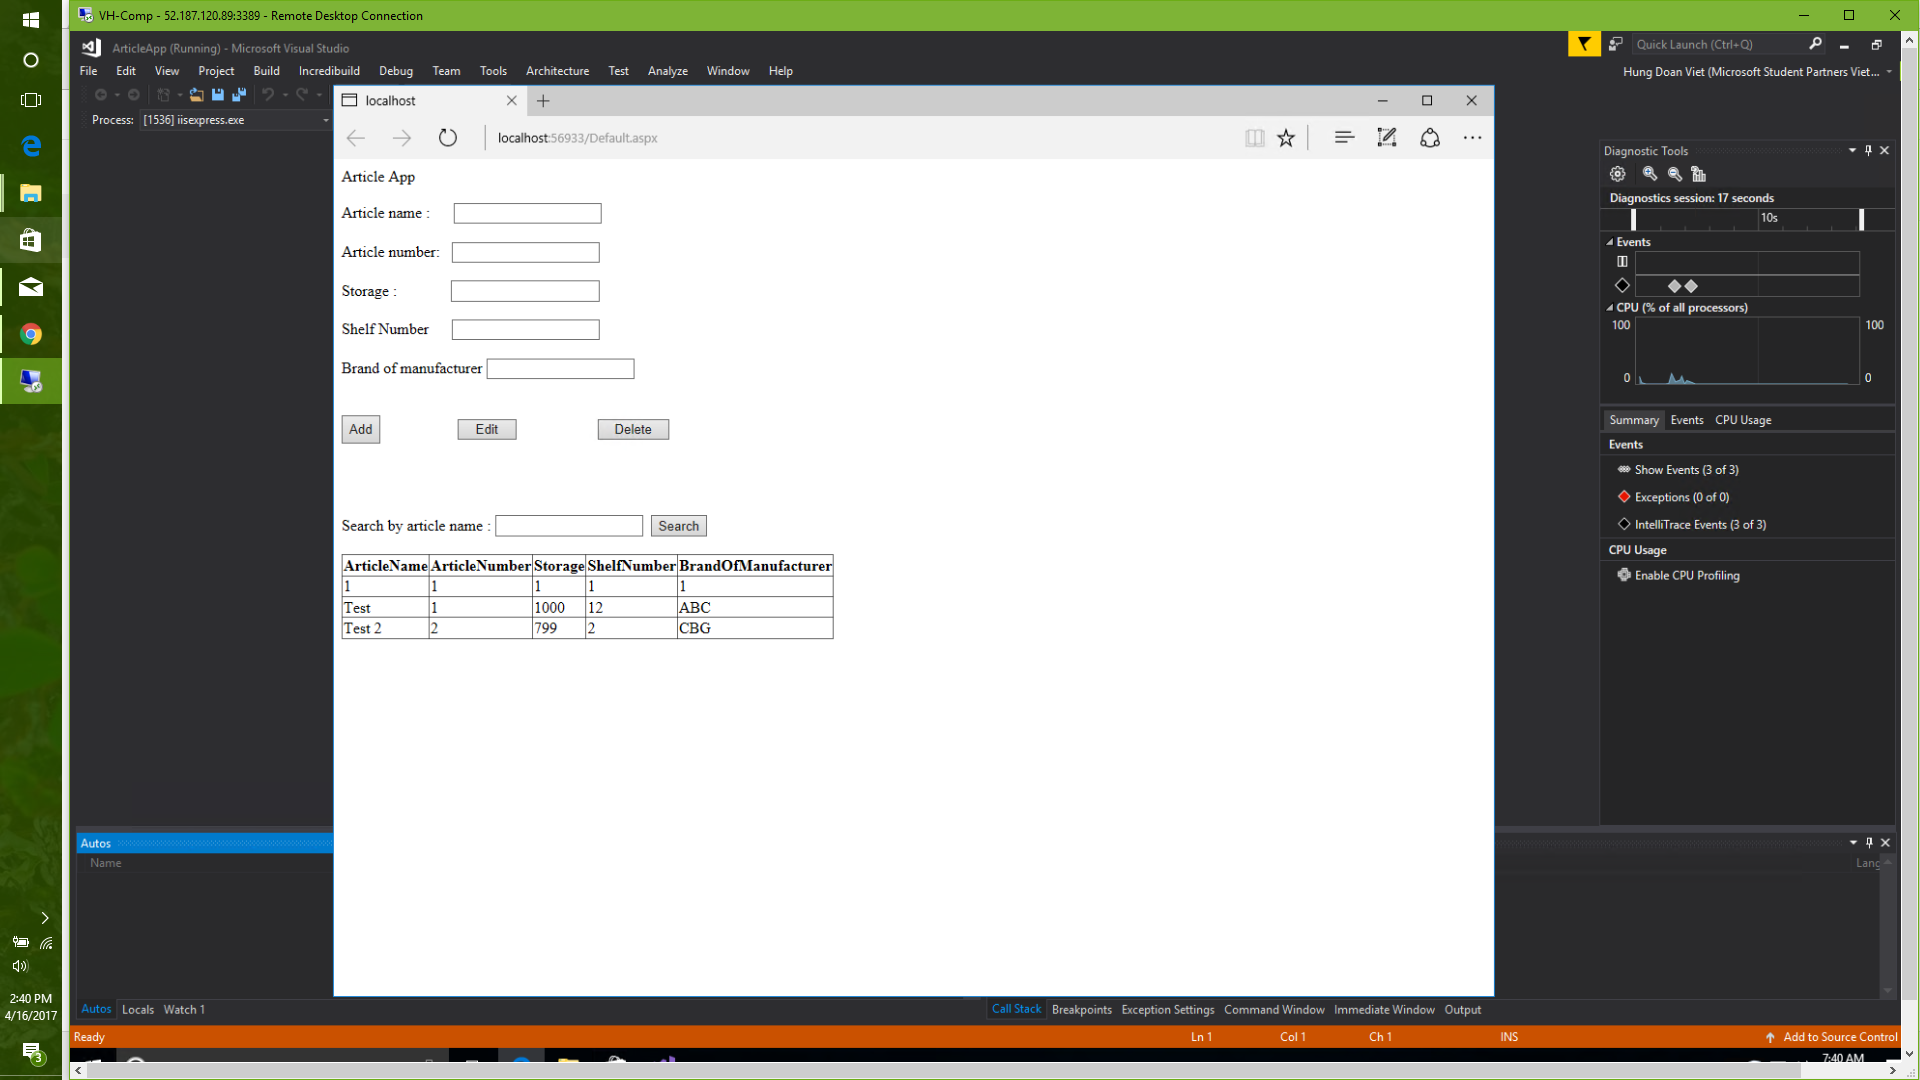 VH-Comp - 52.187.120.89:3389 - Remote Desktop Connection
ArticleApp (Running) - Microsoft Visual Studio
Quick Launch (Ctrl+Q)
File Edit View Project Build Incredibuild Debug Team Tools Architecture Test Analyze Window Help
Hung Doan Viet (Microsoft Student Partners Viet...
Process: [1536] iisexpress.exe
localhost
localhost:56933/Default.aspx
Article App
Article name :
Article number:
Storage :
Shelf Number
Brand of manufacturer
Add Edit Delete
Search by article name : Search
ArticleName ArticleNumber Storage ShelfNumber BrandOfManufacturer
1 1 1 1 1
Test 1 1000 12 ABC
Test 2 2 799 2 CBG
Diagnostic Tools
Diagnostics session: 17 seconds
10s
Events
CPU (% of all processors)
100 100
0 0
Summary Events CPU Usage
Events
Show Events (3 of 3)
Exceptions (0 of 0)
IntelliTrace Events (3 of 3)
CPU Usage
Enable CPU Profiling
Autos
Name
Lang
Autos Locals Watch 1
Call Stack Breakpoints Exception Settings Command Window Immediate Window Output
Ready Ln 1 Col 1 Ch 1 INS Add to Source Control
7:40 AM
2:40 PM
4/16/2017
3